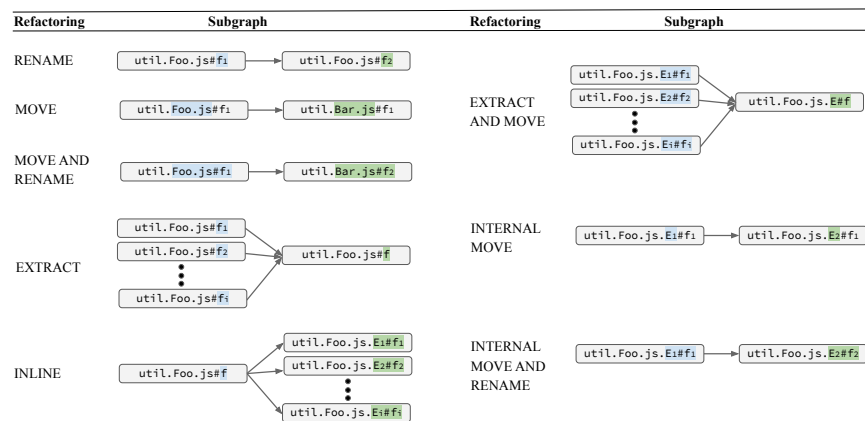 Refactoring Subgraph
RENAME
util.Foo.js#f1 util.Foo.js#f2
MOVE
util.Foo.js#f1 util.Bar.js#f1
MOVE AND
RENAME
util.Foo.js#f1 util.Bar.js#f2
EXTRACT
util.Foo.js#f1
util.Foo.js#f2
util.Foo.js#fi
util.Foo.js#f
INLINE
util.Foo.js#f
util.Foo.js.E1#f1
util.Foo.js.E2#f2
util.Foo.js.Ei#fi
Refactoring Subgraph
EXTRACT
AND MOVE
util.Foo.js.E1#f1
util.Foo.js.E2#f2
util.Foo.js.Ei#fi
util.Foo.js.E#f
INTERNAL
MOVE
util.Foo.js.E1#f1 util.Foo.js.E2#f1
INTERNAL
MOVE AND
RENAME
util.Foo.js.E1#f1 util.Foo.js.E2#f2